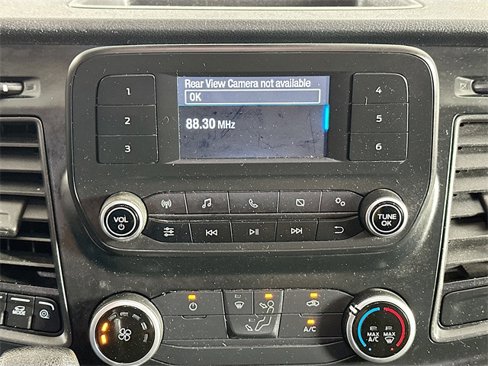 Rear View Camera not available
OK
88.30 MHz
1
2
3
4
5
6
VOL
TUNE
OK
A/C
MAX
A/C
MAX